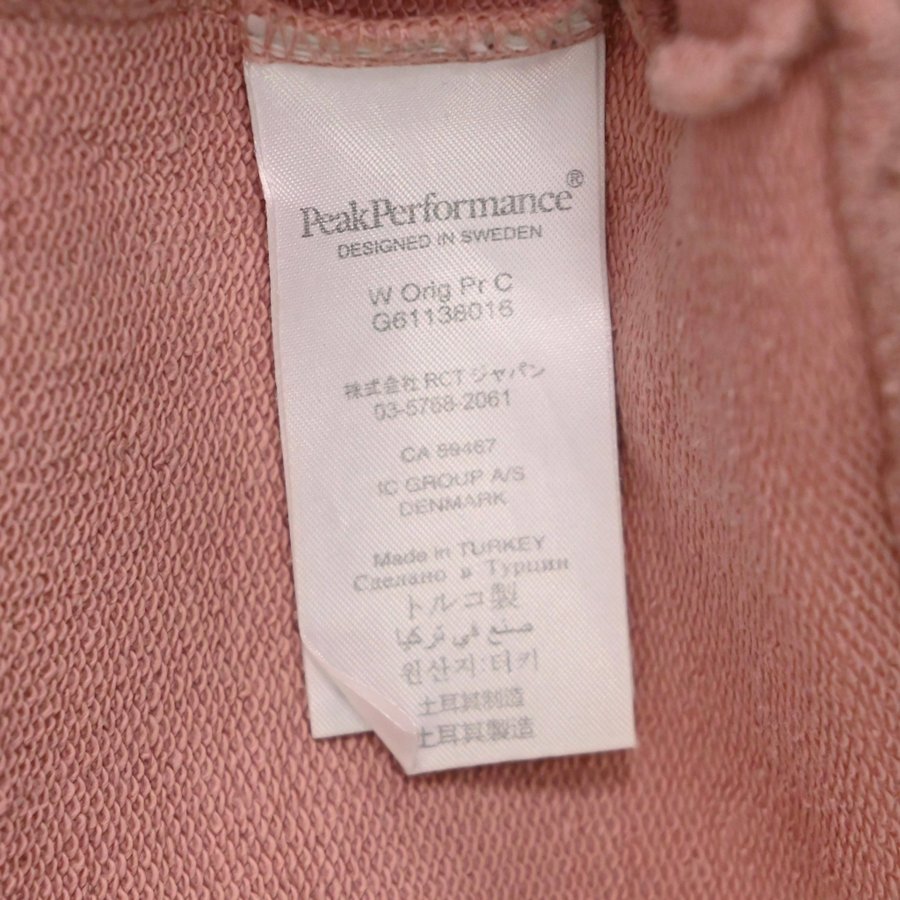 PeakPerformance®
DESIGNED IN SWEDEN
W Orig Pr C
G61138016
株式会社 RCT ジャパン
03-5768-2061
CA 59467
IC GROUP A/S
DENMARK
Made in TURKEY
Сделано в Турции
トルコ製
صنع في تركيا
원산지:터키
土耳其制造
土耳其製造